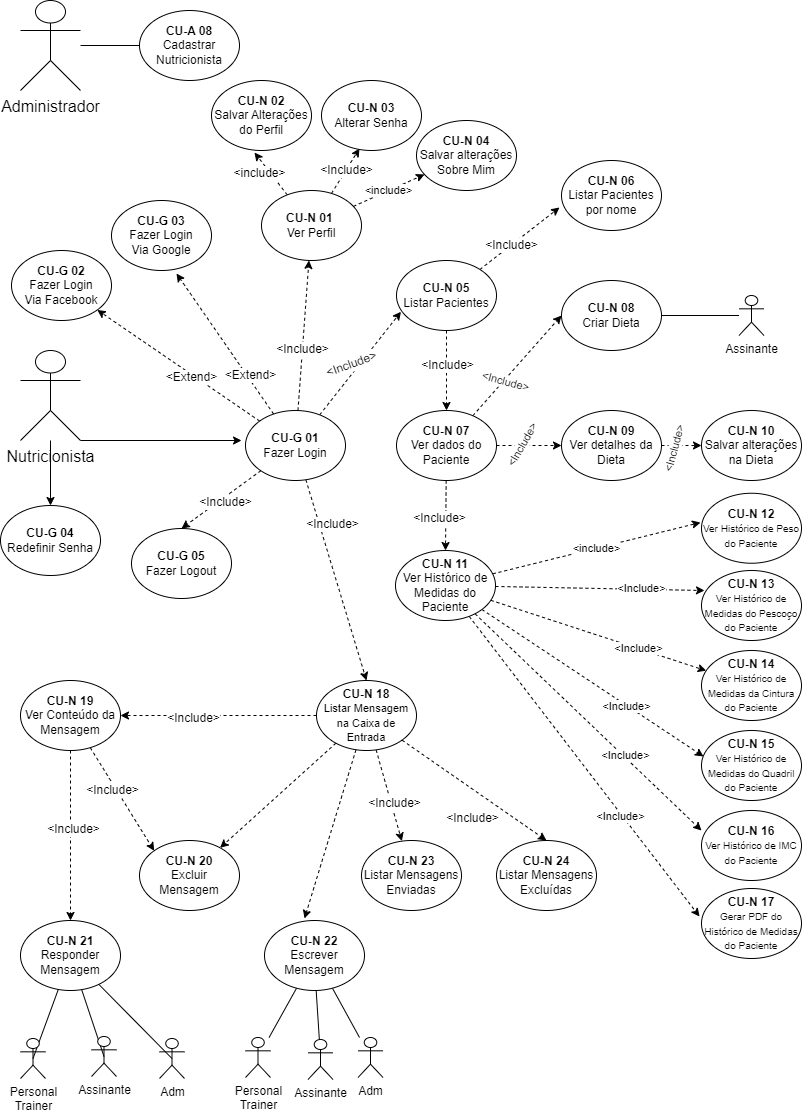 CU-A 08
Cadastrar
Nutricionista
Administrador
CU-N 02
Salvar Alterações
do Perfil
CU-N 03
Alterar Senha
CU-N 04
Salvar alterações
Sobre Mim
<include>
<Include>
<include>
CU-N 06
Listar Pacientes
por nome
CU-G 03
Fazer Login
Via Google
CU-N 01
Ver Perfil
<Include>
CU-G 02
Fazer Login
Via Facebook
CU-N 05
Listar Pacientes
CU-N 08
Criar Dieta
Assinante
<Include>
<Include>
<Include>
<Extend>
<Extend>
<Include>
Nutricionista
CU-G 01
Fazer Login
CU-N 07
Ver dados do
Paciente
<Include>
CU-N 09
Ver detalhes da
Dieta
<Include>
CU-N 10
Salvar alterações
na Dieta
<Include>
<Include>
<Include>
CU-G 04
Redefinir Senha
CU-G 05
Fazer Logout
CU-N 12
Ver Histórico de Peso
do Paciente
<include>
CU-N 11
Ver Histórico de
Medidas do
Paciente
<Include>
CU-N 13
Ver Histórico de
Medidas do Pescoço
do Paciente
<Include>
CU-N 14
Ver Histórico de
Medidas da Cintura
do Paciente
CU-N 19
Ver Conteúdo da
Mensagem
<Include>
CU-N 18
Listar Mensagem
na Caixa de
Entrada
<Include>
CU-N 15
Ver Histórico de
Medidas do Quadril
do Paciente
<Include>
<Include>
<Include>
<Include>
<Include>
CU-N 16
Ver Histórico de IMC
do Paciente
CU-N 20
Excluir
Mensagem
CU-N 23
Listar Mensagens
Enviadas
CU-N 24
Listar Mensagens
Excluídas
CU-N 17
Gerar PDF do
Histórico de Medidas
do Paciente
CU-N 21
Responder
Mensagem
CU-N 22
Escrever
Mensagem
Personal
Trainer
Assinante
Adm
Personal
Trainer
Assinante
Adm